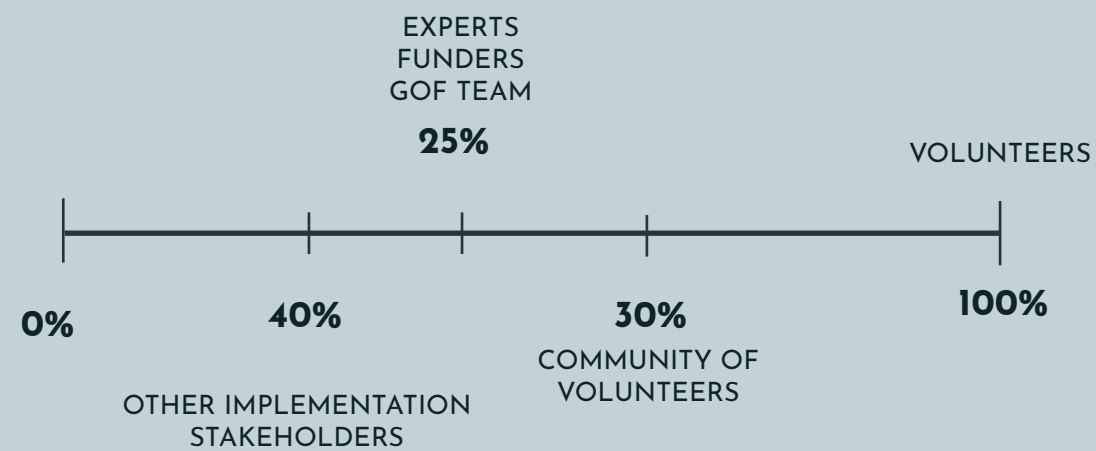 EXPERTS
FUNDERS
GOF TEAM
25%
VOLUNTEERS
0%
40%
30%
100%
COMMUNITY OF
VOLUNTEERS
OTHER IMPLEMENTATION
STAKEHOLDERS